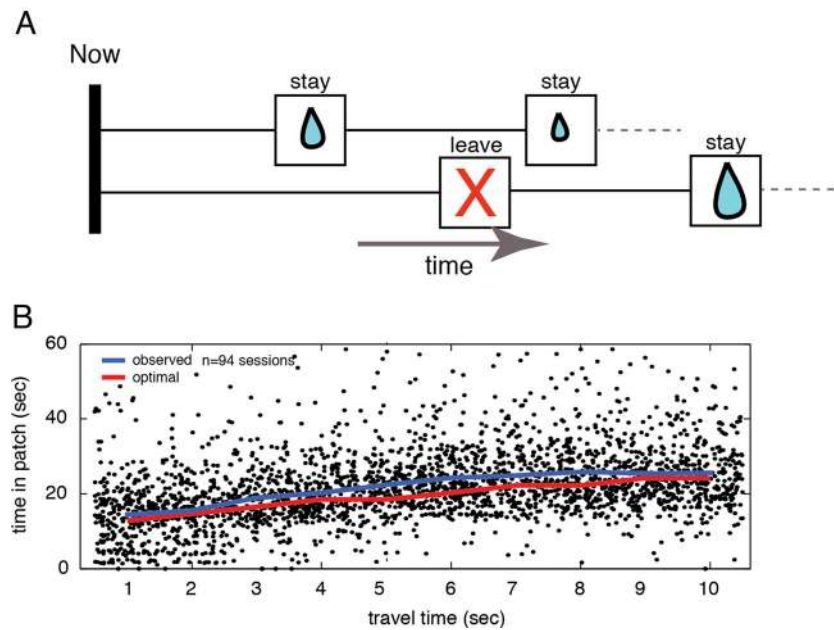 A
Now
stay
stay
leave
stay
X
time
B
60
observed n=94 sessions
optimal
40
20
0
time in patch (sec)
1 2 3 4 5 6 7 8 9 10
travel time (sec)